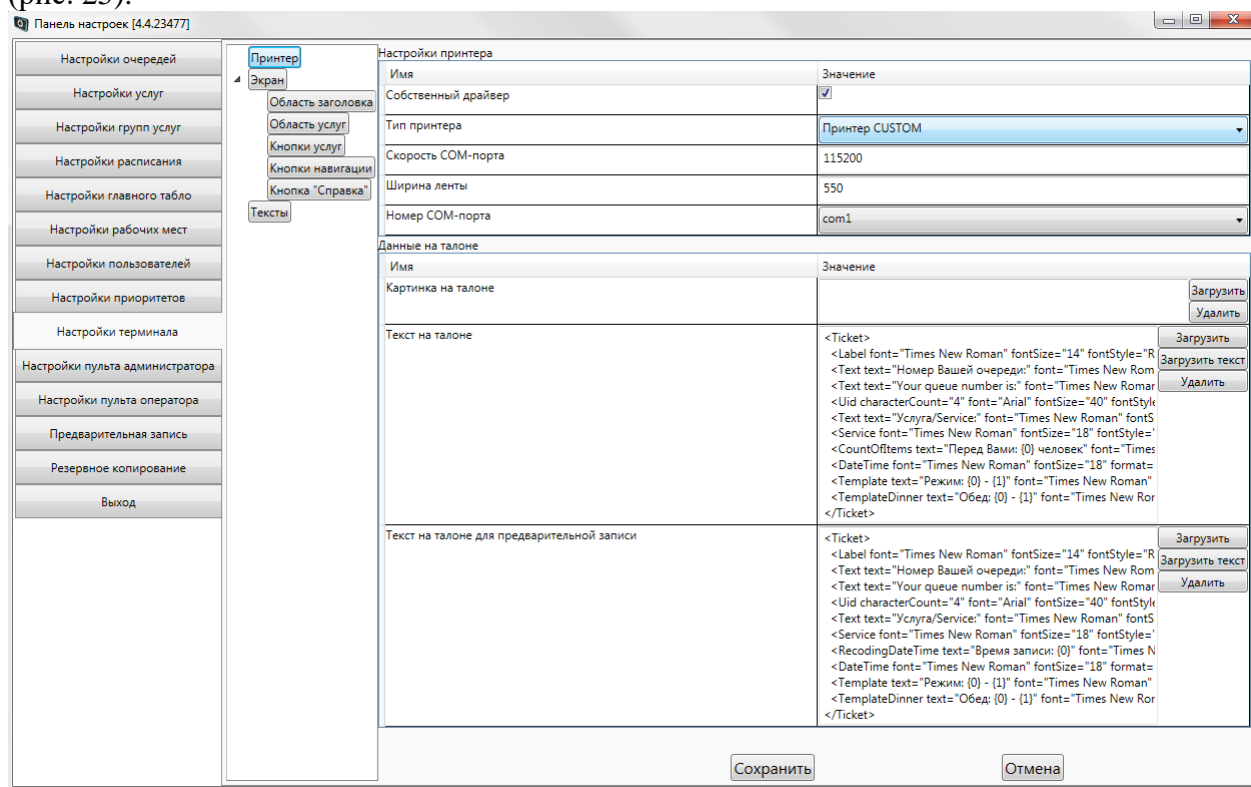 (рис. 23).
Панель настроек [4.4.23477]
Настройки очередей
Настройки услуг
Настройки групп услуг
Настройки расписания
Настройки главного табло
Настройки рабочих мест
Настройки пользователей
Настройки приоритетов
Настройки терминала
Настройки пульта администратора
Настройки пульта оператора
Предварительная запись
Резервное копирование
Выход
Принтер
Экран
Область заголовка
Область услуг
Кнопки услуг
Кнопки навигации
Кнопка "Справка"
Тексты
Настройки принтера
Имя Значение
Собственный драйвер
Тип принтера Принтер CUSTOM
Скорость COM-порта 115200
Ширина ленты 550
Номер COM-порта com1
Данные на талоне
Имя Значение
Картинка на талоне
Загрузить
Удалить
Текст на талоне
<Ticket>
<Label font="Times New Roman" fontSize="14" fontStyle="R
<Text text="Номер Вашей очереди:" font="Times New Rom
<Text text="Your queue number is:" font="Times New Roman
<Uid characterCount="4" font="Arial" fontSize="40" fontStyle
<Text text="Услуга/Service:" font="Times New Roman" fontS
<Service font="Times New Roman" fontSize="18" fontStyle="
<CountOfItems text="Перед Вами: {0} человек" font="Times
<DateTime font="Times New Roman" fontSize="18" format=
<Template text="Режим: {0} - {1}" font="Times New Roman"
<TemplateDinner text="Обед: {0} - {1}" font="Times New Ror
</Ticket>
Загрузить
Загрузить текст
Удалить
Текст на талоне для предварительной записи
<Ticket>
<Label font="Times New Roman" fontSize="14" fontStyle="R
<Text text="Номер Вашей очереди:" font="Times New Rom
<Text text="Your queue number is:" font="Times New Roman
<Uid characterCount="4" font="Arial" fontSize="40" fontStyle
<Text text="Услуга/Service:" font="Times New Roman" fontS
<Service font="Times New Roman" fontSize="18" fontStyle="
<RecodingDateTime text="Время записи: {0}" font="Times N
<DateTime font="Times New Roman" fontSize="18" format=
<Template text="Режим: {0} - {1}" font="Times New Roman"
<TemplateDinner text="Обед: {0} - {1}" font="Times New Ror
</Ticket>
Загрузить
Загрузить текст
Удалить
Сохранить Отмена